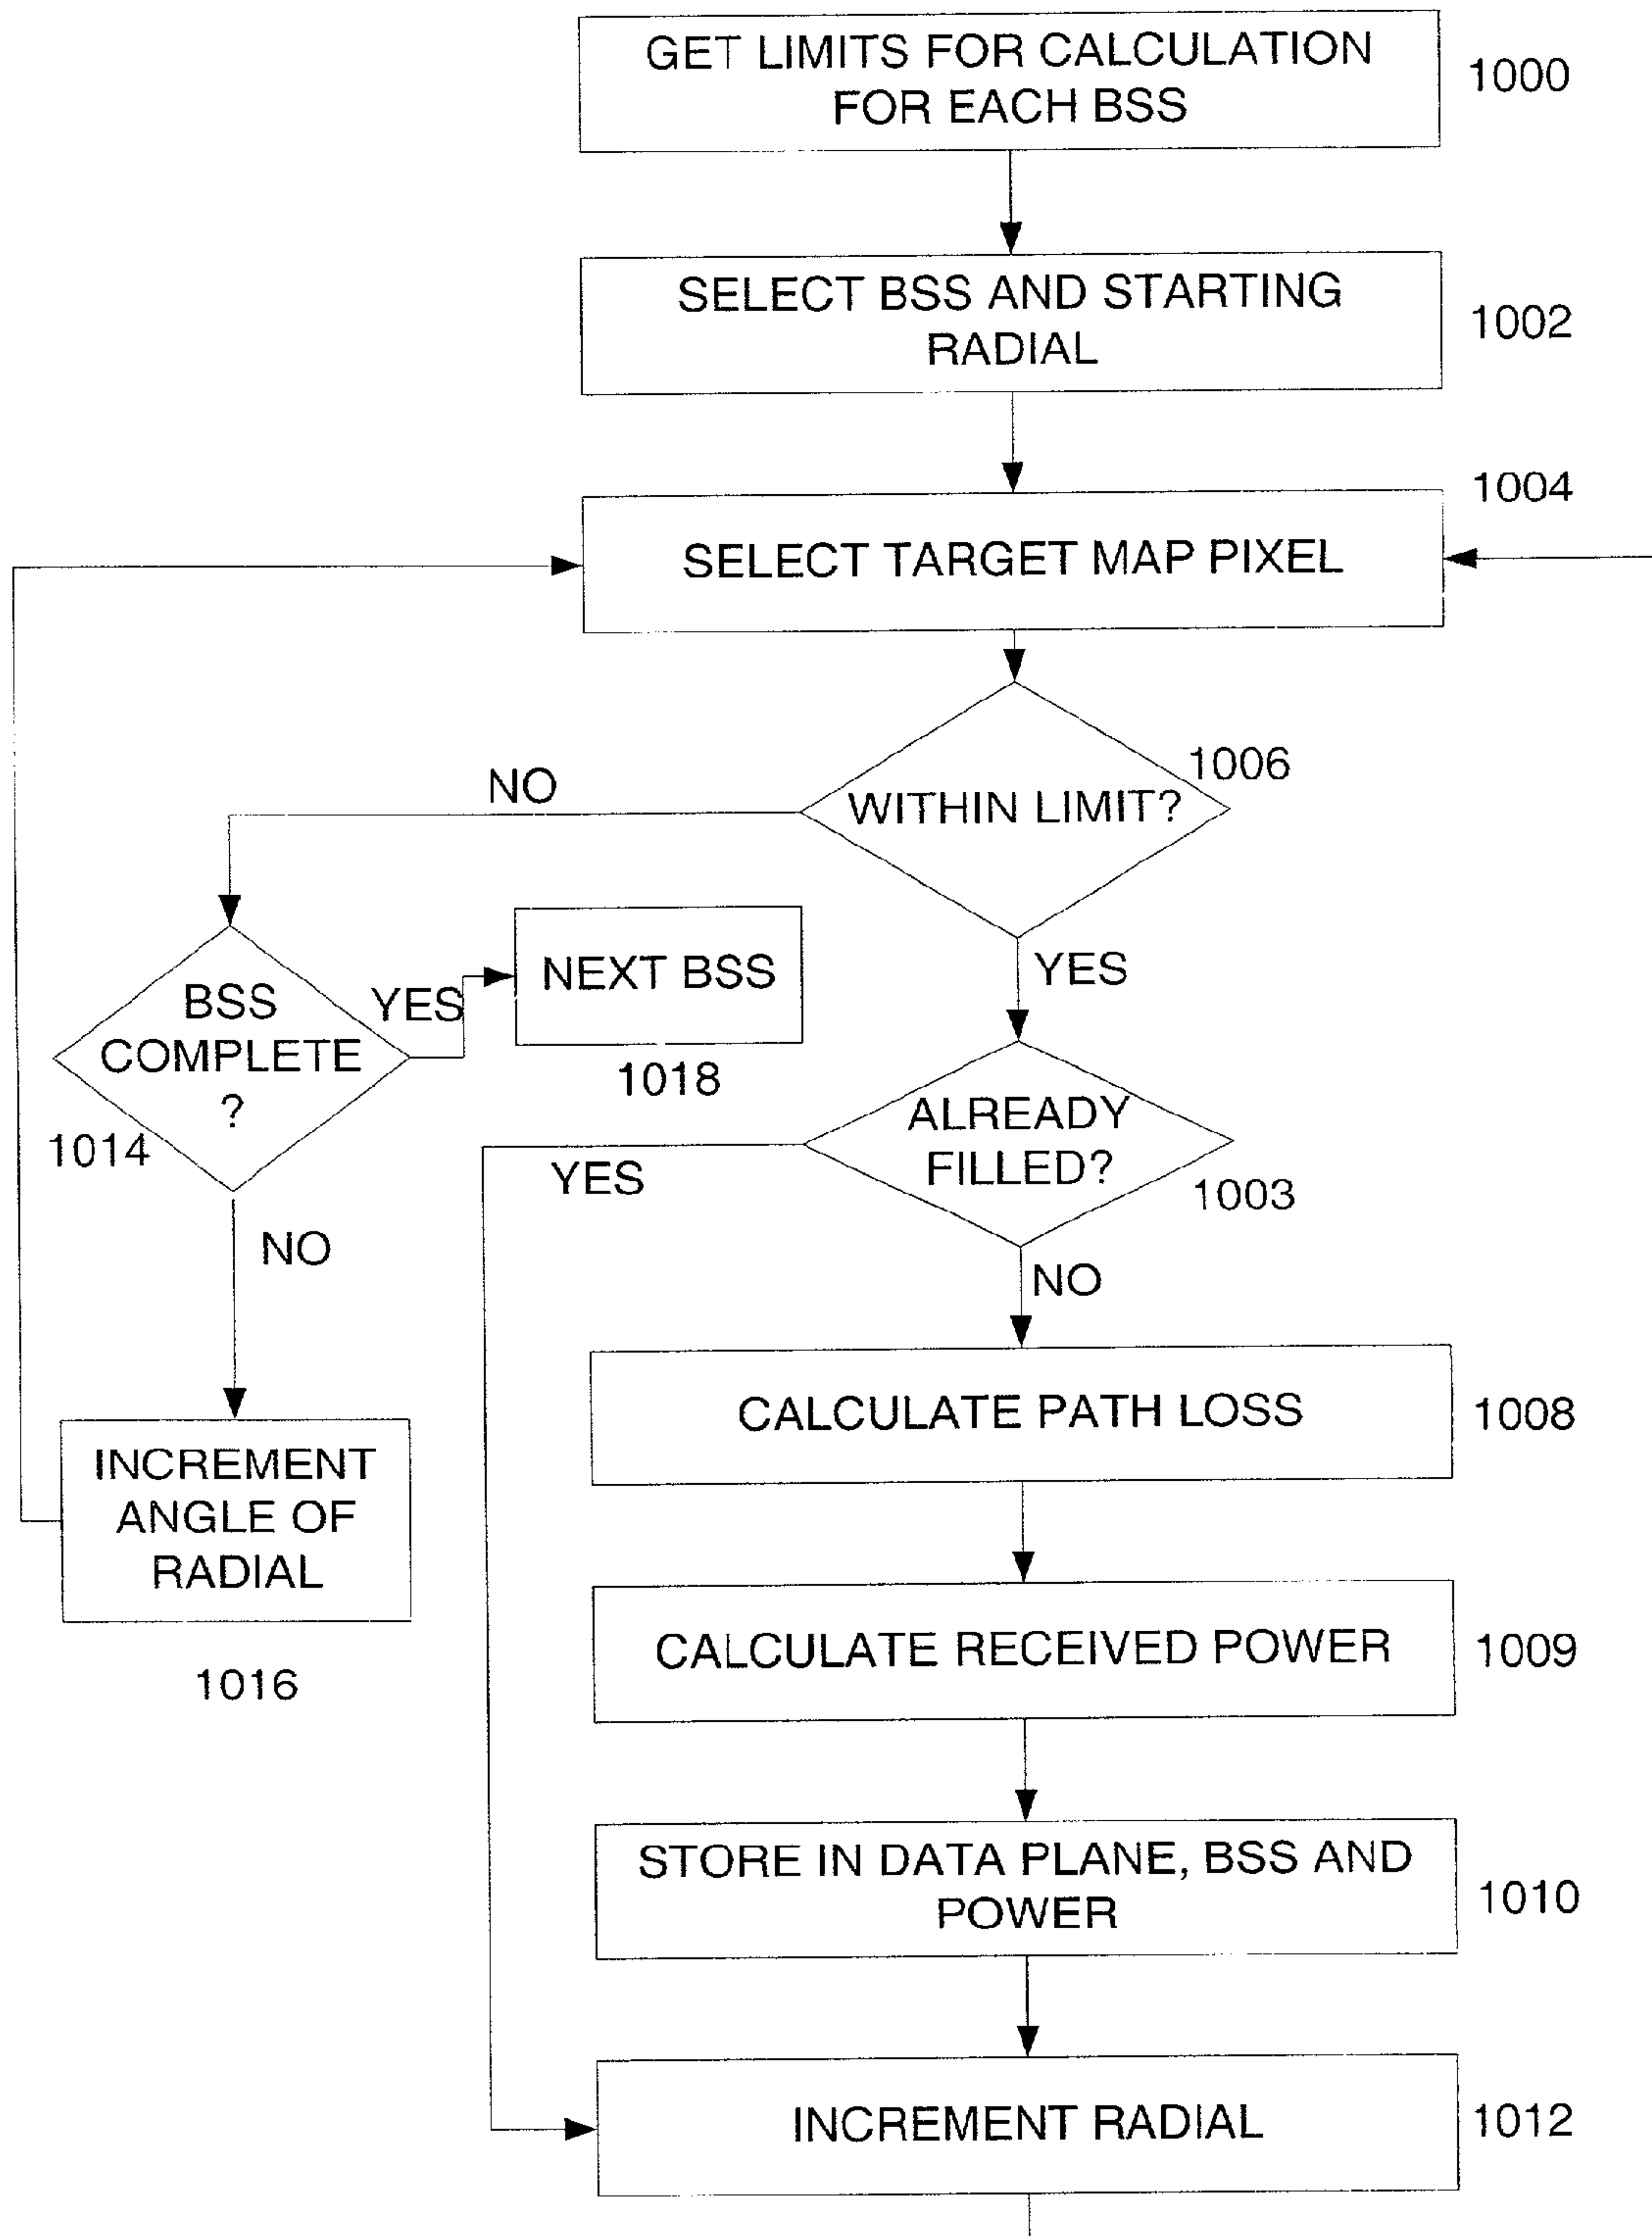 GET LIMITS FOR CALCULATION
FOR EACH BSS
1000
SELECT BSS AND STARTING
RADIAL
1002
1004
SELECT TARGET MAP PIXEL
1006
WITHIN LIMIT?
NO
YES
BSS
COMPLETE
?
1014
YES
NEXT BSS
1018
NO
INCREMENT
ANGLE OF
RADIAL
1016
ALREADY
FILLED?
1003
YES
NO
CALCULATE PATH LOSS
1008
CALCULATE RECEIVED POWER
1009
STORE IN DATA PLANE, BSS AND
POWER
1010
INCREMENT RADIAL
1012